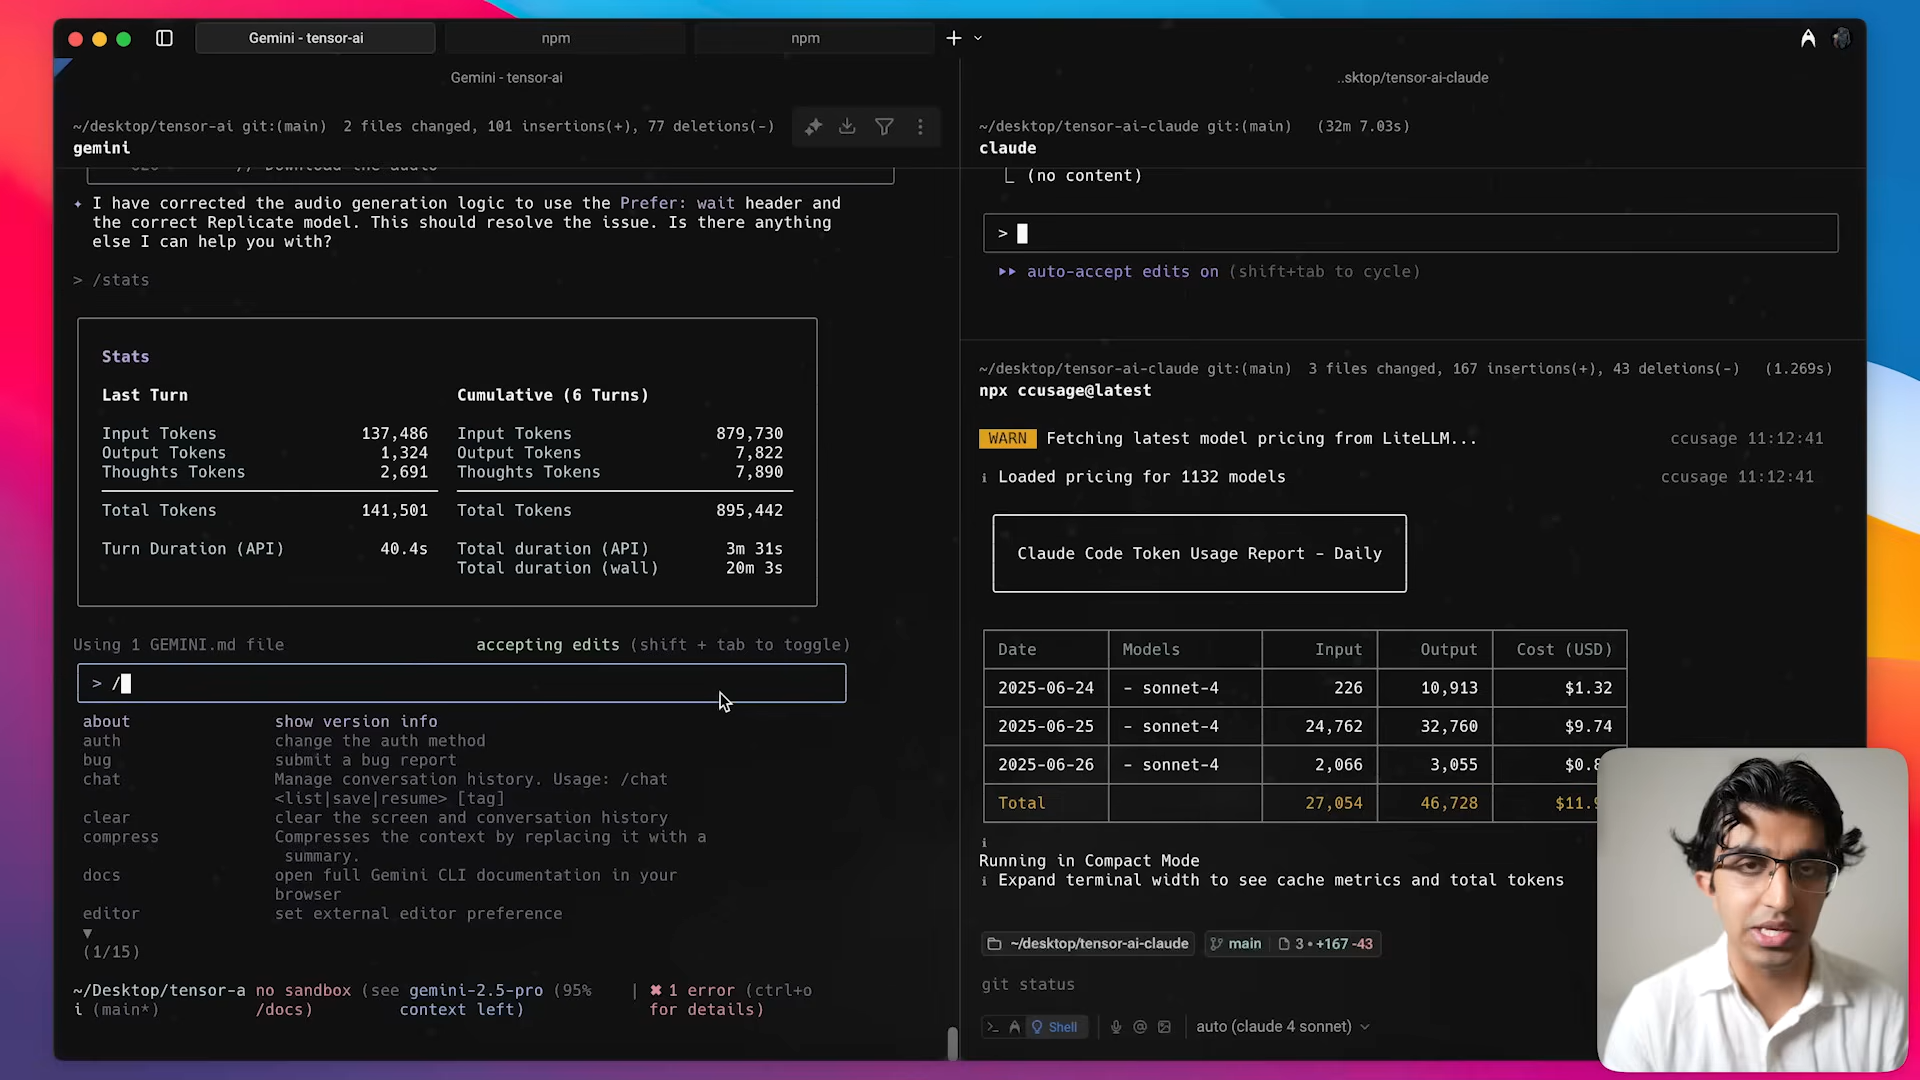 Gemini - tensor-ai
npm
npm
Gemini - tensor-ai
~/desktop/tensor-ai git:(main) 2 files changed, 101 insertions(+), 77 deletions(-)
gemini
// Download the audio
✦ I have corrected the audio generation logic to use the Prefer: wait header and
the correct Replicate model. This should resolve the issue. Is there anything
else I can help you with?
> /stats
Stats
Last Turn Cumulative (6 Turns)
Input Tokens 137,486 Input Tokens 879,730
Output Tokens 1,324 Output Tokens 7,822
Thoughts Tokens 2,691 Thoughts Tokens 7,890
Total Tokens 141,501 Total Tokens 895,442
Turn Duration (API) 40.4s Total duration (API) 3m 31s
Total duration (wall) 20m 3s
Using 1 GEMINI.md file accepting edits (shift + tab to toggle)
> /
about show version info
auth change the auth method
bug submit a bug report
chat Manage conversation history. Usage: /chat
<list|save|resume> [tag]
clear clear the screen and conversation history
compress Compresses the context by replacing it with a
summary.
docs open full Gemini CLI documentation in your
browser
editor set external editor preference
▼
(1/15)
~/Desktop/tensor-a no sandbox (see gemini-2.5-pro (95% | ✖ 1 error (ctrl+o
i (main*) /docs) context left) for details)
..sktop/tensor-ai-claude
~/desktop/tensor-ai-claude git:(main) (32m 7.03s)
claude
(no content)
>
auto-accept edits on (shift+tab to cycle)
~/desktop/tensor-ai-claude git:(main) 3 files changed, 167 insertions(+), 43 deletions(-) (1.269s)
npx ccusage@latest
WARN Fetching latest model pricing from LiteLLM... ccusage 11:12:41
ℹ Loaded pricing for 1132 models ccusage 11:12:41
Claude Code Token Usage Report - Daily
Date Models Input Output Cost (USD)
2025-06-24 - sonnet-4 226 10,913 $1.32
2025-06-25 - sonnet-4 24,762 32,760 $9.74
2025-06-26 - sonnet-4 2,066 3,055
Total 27,054 46,728
ℹ
Running in Compact Mode
ℹ Expand terminal width to see cache metrics and total tokens
~/desktop/tensor-ai-claude main 3 • +167 -43
git status
Shell auto (claude 4 sonnet)